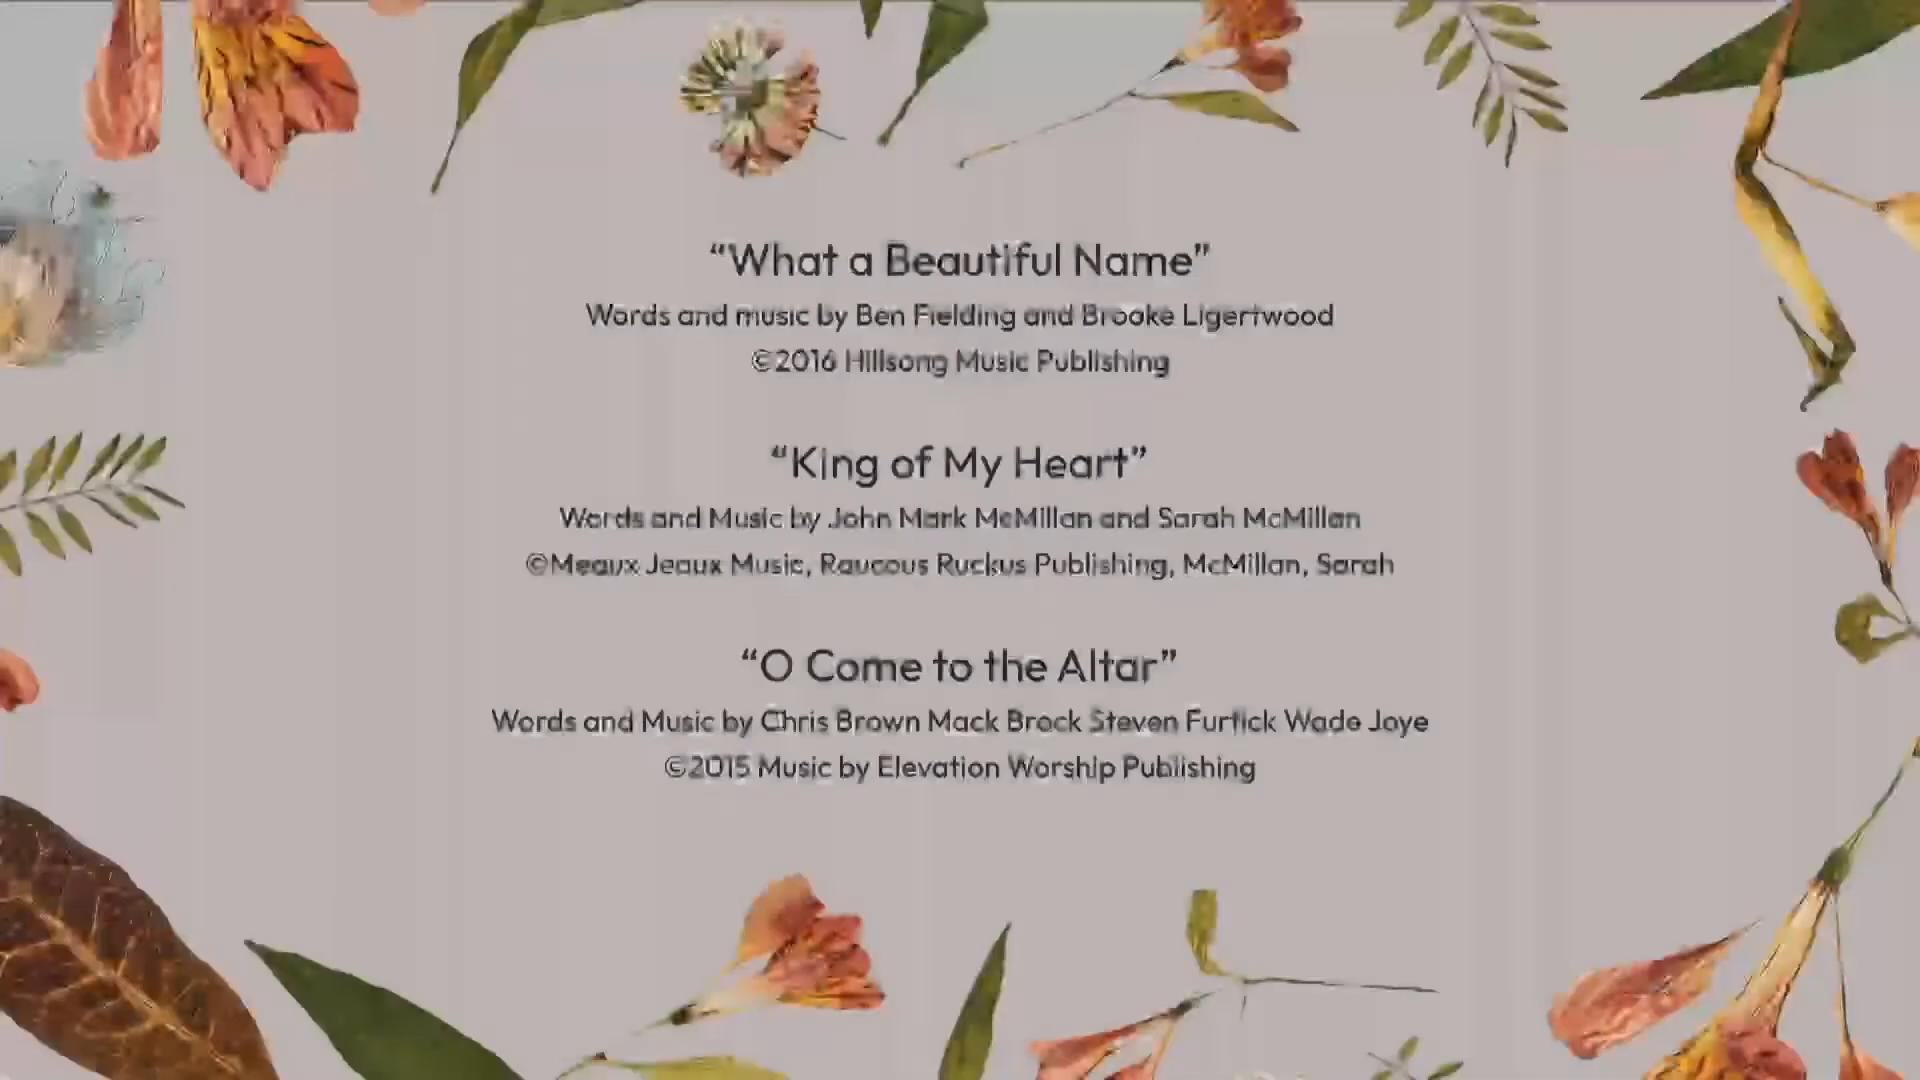 “What a Beautiful Name”
Words and music by Ben Fielding and Brooke Ligertwood
©2016 Hillsong Music Publishing
“King of My Heart”
Words and Music by John Mark McMillan and Sarah McMillan
©Meaux Jeaux Music, Raucous Ruckus Publishing, McMillan, Sarah
“O Come to the Altar”
Words and Music by Chris Brown Mack Brock Steven Furtick Wade Joye
©2015 Music by Elevation Worship Publishing